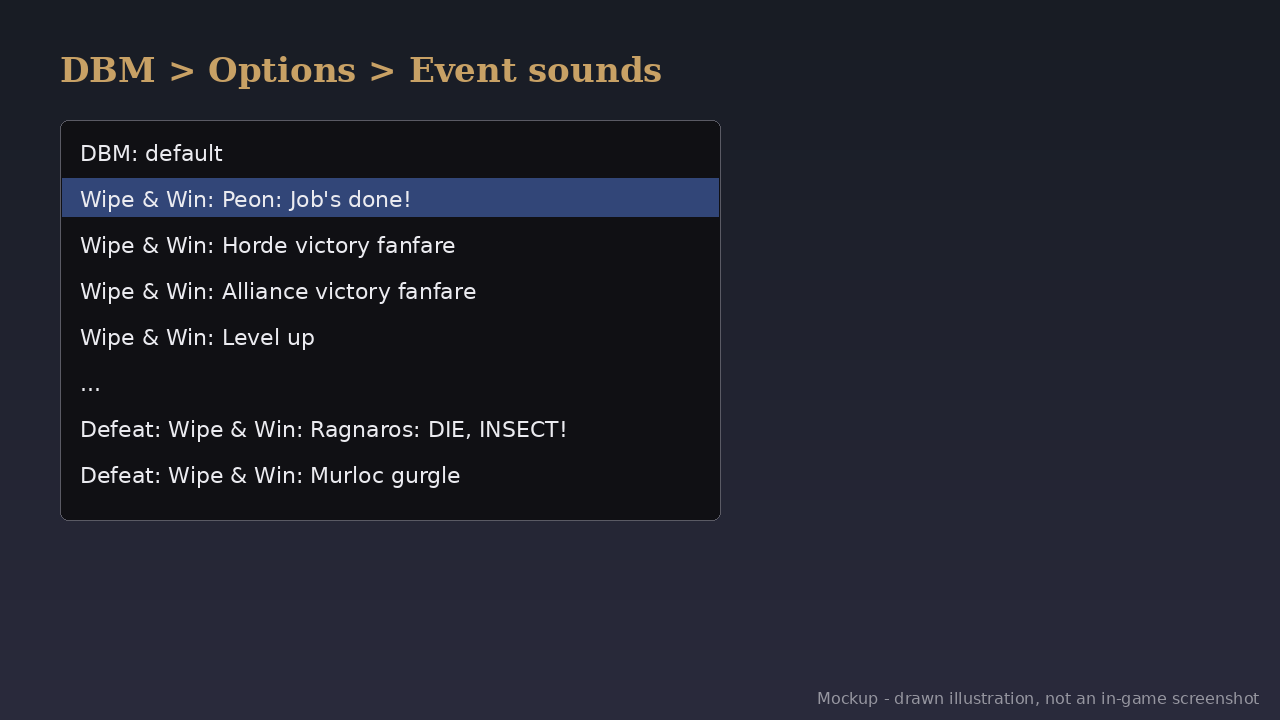 DBM > Options > Event sounds
DBM: default
Wipe & Win: Peon: Job's done!
Wipe & Win: Horde victory fanfare
Wipe & Win: Alliance victory fanfare
Wipe & Win: Level up
...
Defeat: Wipe & Win: Ragnaros: DIE, INSECT!
Defeat: Wipe & Win: Murloc gurgle
Mockup - drawn illustration, not an in-game screenshot